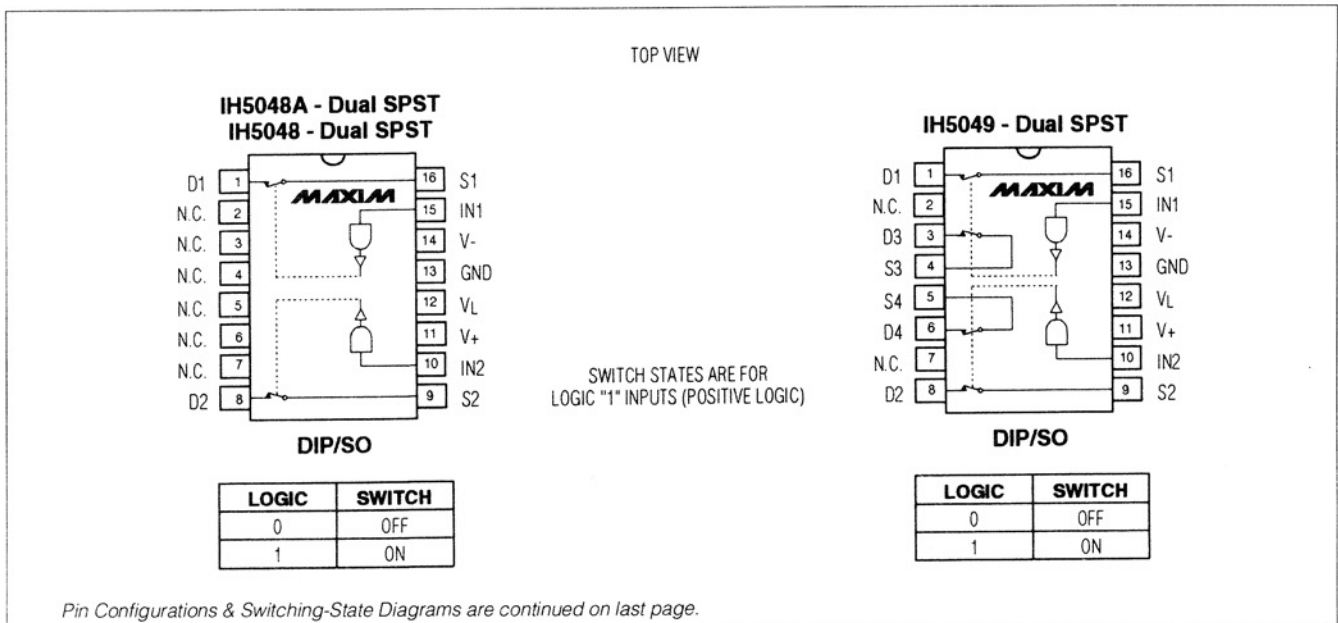 TOP VIEW
IH5048A - Dual SPST
IH5048 - Dual SPST
D1 1 16 S1
MAXIM
N.C. 2 15 IN1
N.C. 3 14 V-
N.C. 4 13 GND
N.C. 5 12 VL
N.C. 6 11 V+
N.C. 7 10 IN2
D2 8 9 S2
DIP/SO
LOGIC SWITCH
0 OFF
1 ON
SWITCH STATES ARE FOR
LOGIC "1" INPUTS (POSITIVE LOGIC)
IH5049 - Dual SPST
D1 1 16 S1
MAXIM
N.C. 2 15 IN1
D3 3 14 V-
S3 4 13 GND
S4 5 12 VL
D4 6 11 V+
N.C. 7 10 IN2
D2 8 9 S2
DIP/SO
LOGIC SWITCH
0 OFF
1 ON
Pin Configurations & Switching-State Diagrams are continued on last page.